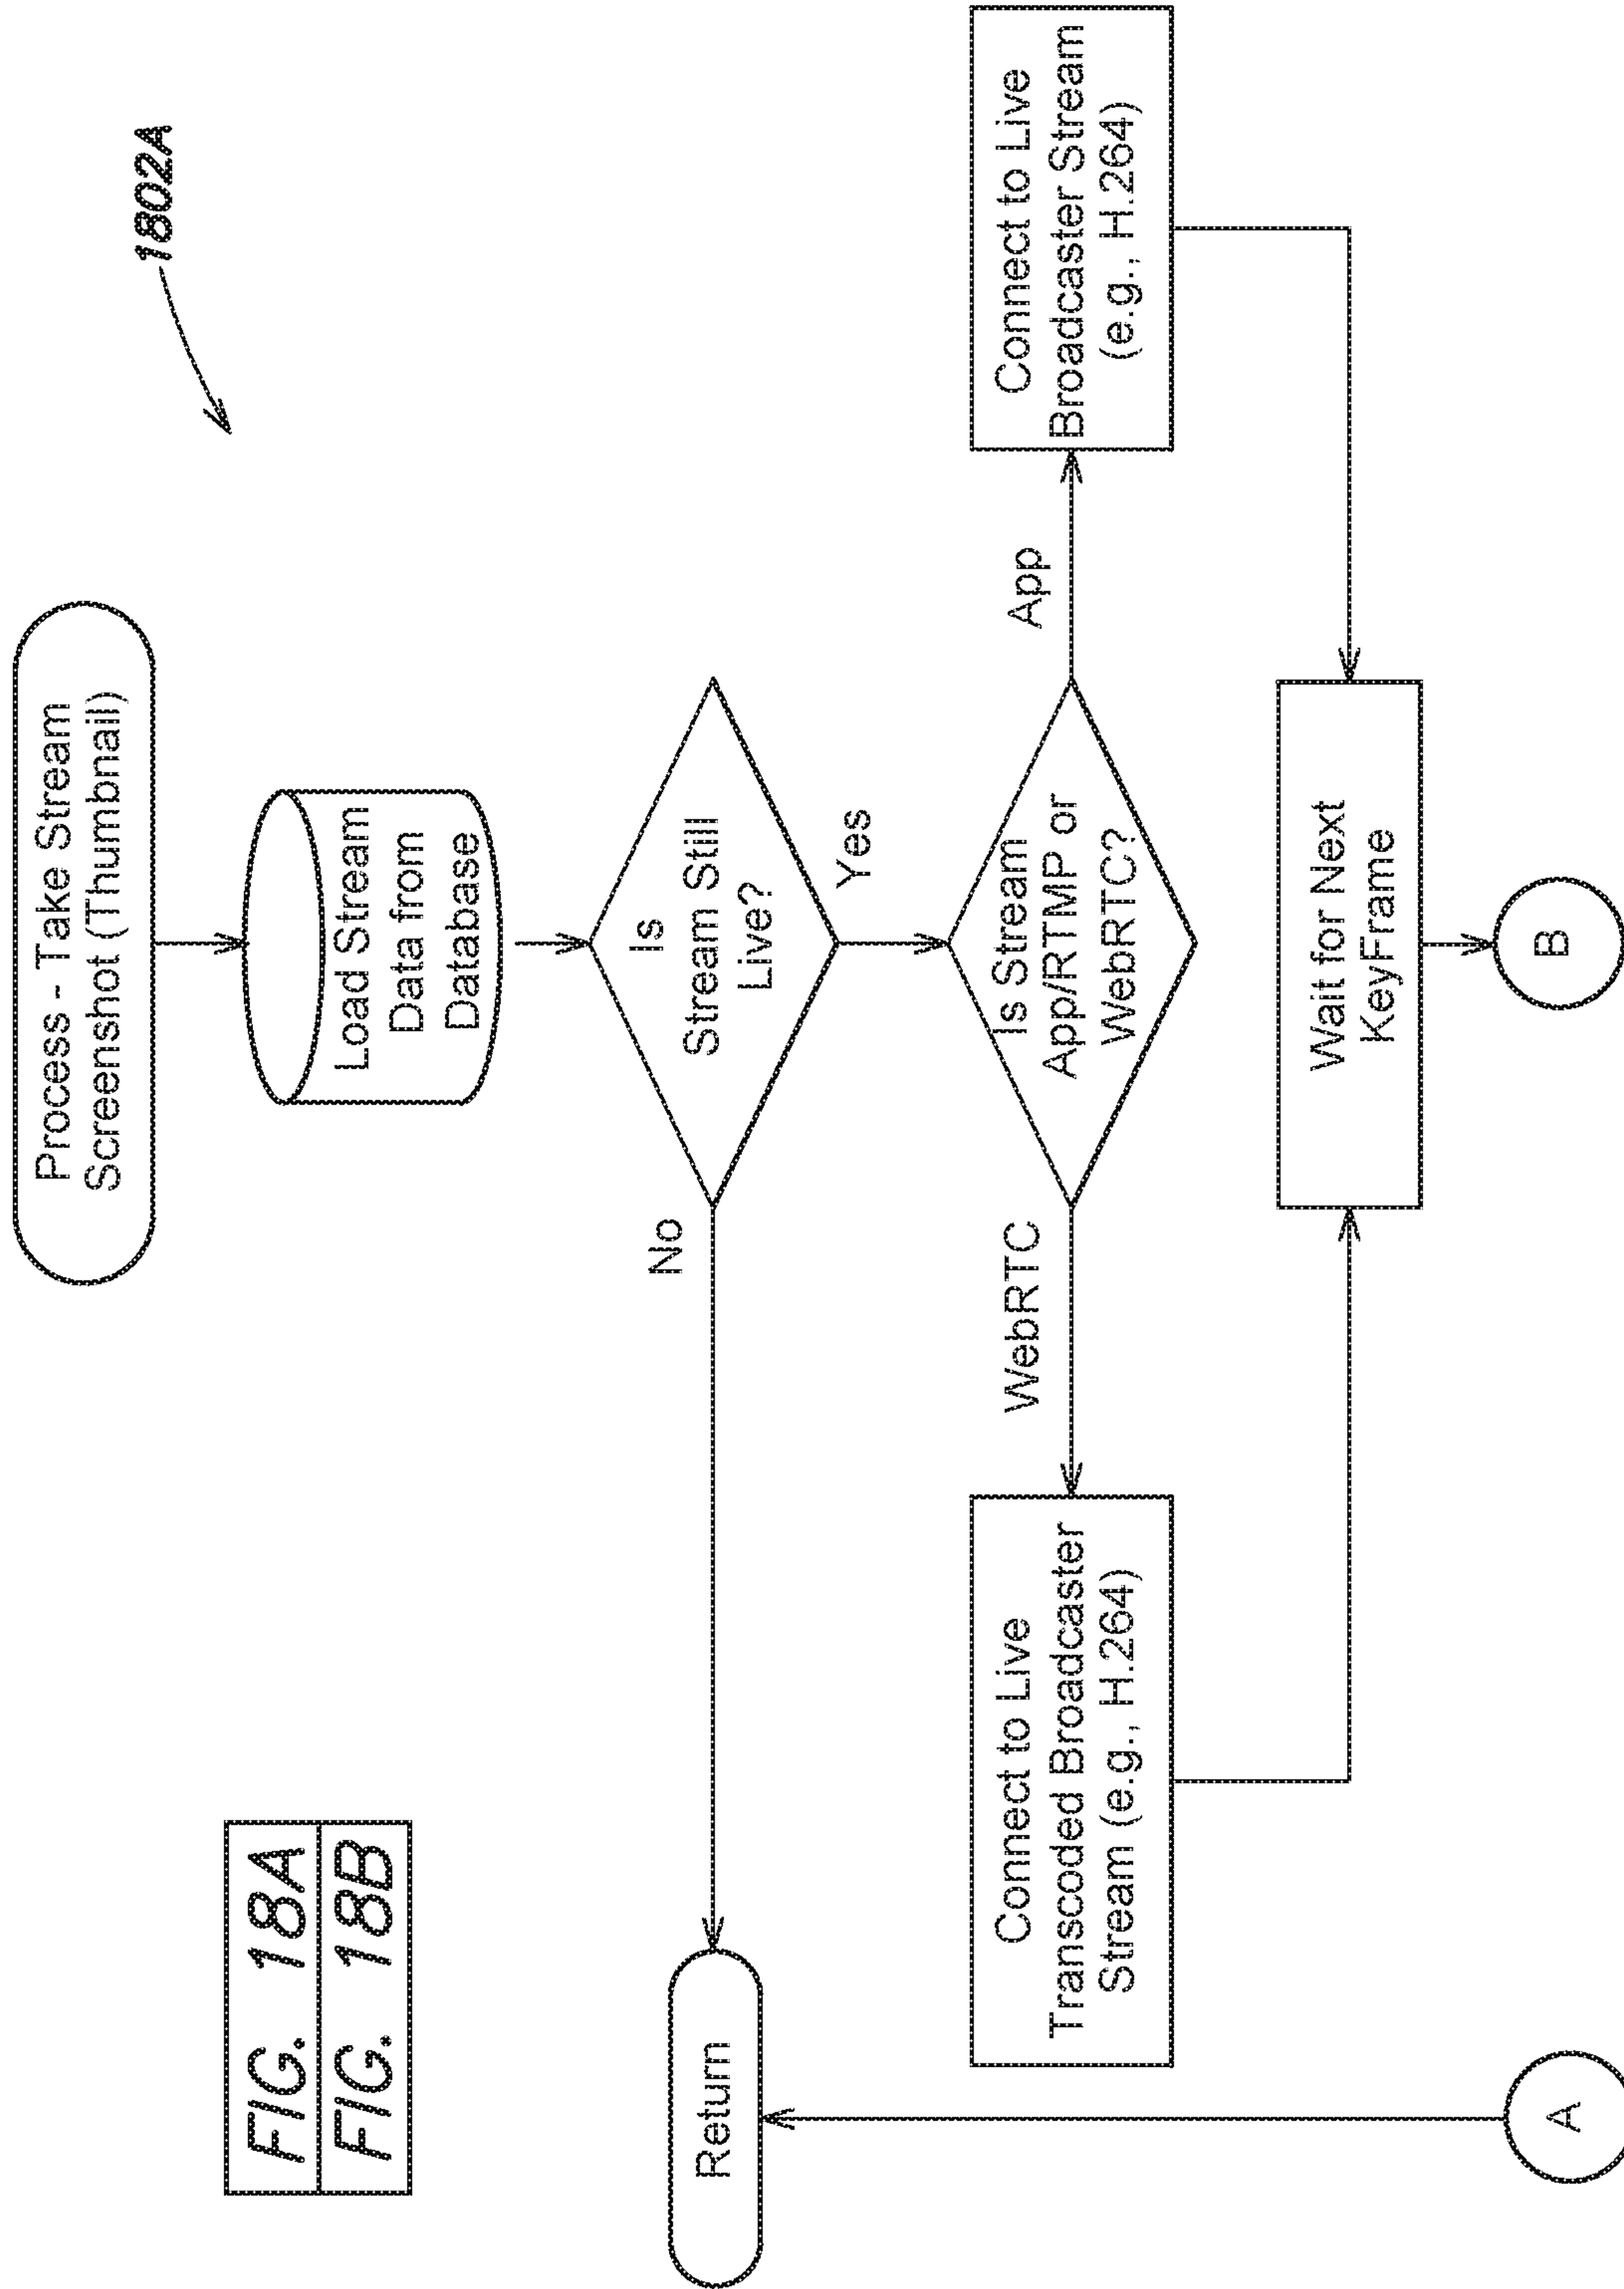 FIG. 18A
FIG. 18B
1802A
Process - Take Stream
Screenshot (Thumbnail)
Load Stream
Data from
Database
Is
Stream Still
Live?
No
Yes
Return
Is Stream
App/RTMP or
WebRTC?
WebRTC
App
Connect to Live
Transcoded Broadcaster
Stream (e.g., H.264)
Connect to Live
Broadcaster Stream
(e.g., H.264)
Wait for Next
KeyFrame
A
B